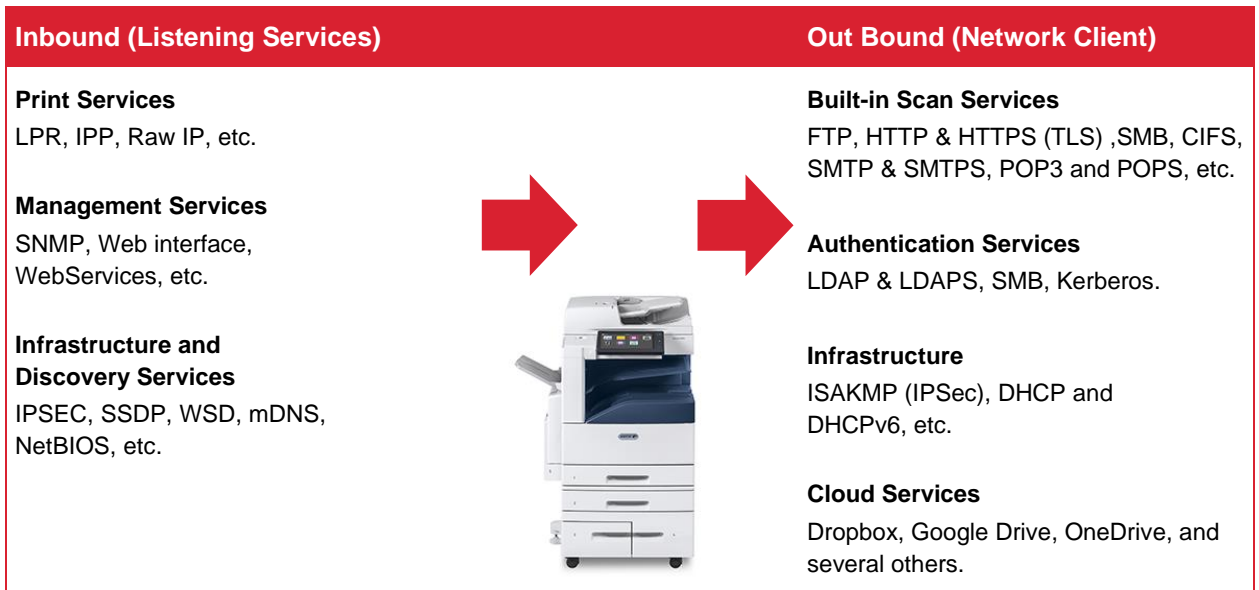 Inbound (Listening Services)
Out Bound (Network Client)
Print Services
LPR, IPP, Raw IP, etc.
Management Services
SNMP, Web interface,
WebServices, etc.
Infrastructure and
Discovery Services
IPSEC, SSDP, WSD, mDNS,
NetBIOS, etc.
Built-in Scan Services
FTP, HTTP & HTTPS (TLS) ,SMB, CIFS,
SMTP & SMTPS, POP3 and POPS, etc.
Authentication Services
LDAP & LDAPS, SMB, Kerberos.
Infrastructure
ISAKMP (IPSec), DHCP and
DHCPv6, etc.
Cloud Services
Dropbox, Google Drive, OneDrive, and
several others.